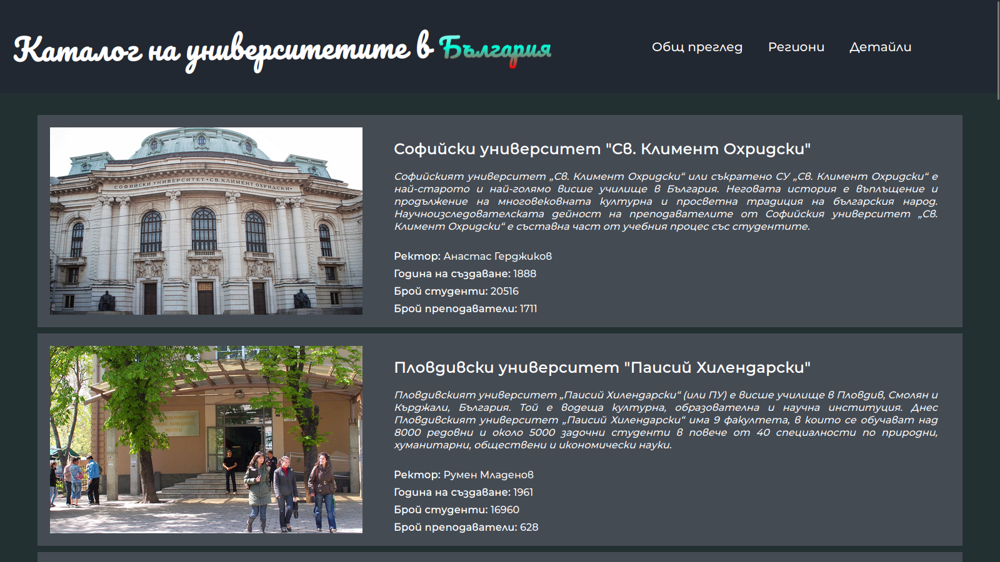 Каталог на университетите в България
Общ преглед
Региони
Детайли
СОФИЙСКИ УНИВЕРСИТЕТ • СВ. КЛИМЕНТ ОХРИДСКИ •
Софийски университет "Св. Климент Охридски"
Софийският университет „Св. Климент Охридски“ или съкратено СУ „Св. Климент Охридски“ е
най-старото и най-голямо висше училище в България. Неговата история е въплъщение и
продължение на многовековната културна и просветна традиция на българския народ.
Научноизследователската дейност на преподавателите от Софийския университет „Св.
Климент Охридски“ е съставна част от учебния процес със студентите.
Ректор: Анастас Герджиков
Година на създаване: 1888
Брой студенти: 20516
Брой преподаватели: 1711
Пловдивски университет "Паисий Хилендарски"
Пловдивският университет „Паисий Хилендарски“ (или ПУ) е висше училище в Пловдив, Смолян и
Кърджали, България. Той е водеща културна, образователна и научна институция. Днес
Пловдивският университет „Паисий Хилендарски“ има 9 факултета, в които се обучават над
8000 редовни и около 5000 задочни студенти в повече от 40 специалности по природни,
хуманитарни, обществени и икономически науки.
Ректор: Румен Младенов
Година на създаване: 1961
Брой студенти: 16960
Брой преподаватели: 628